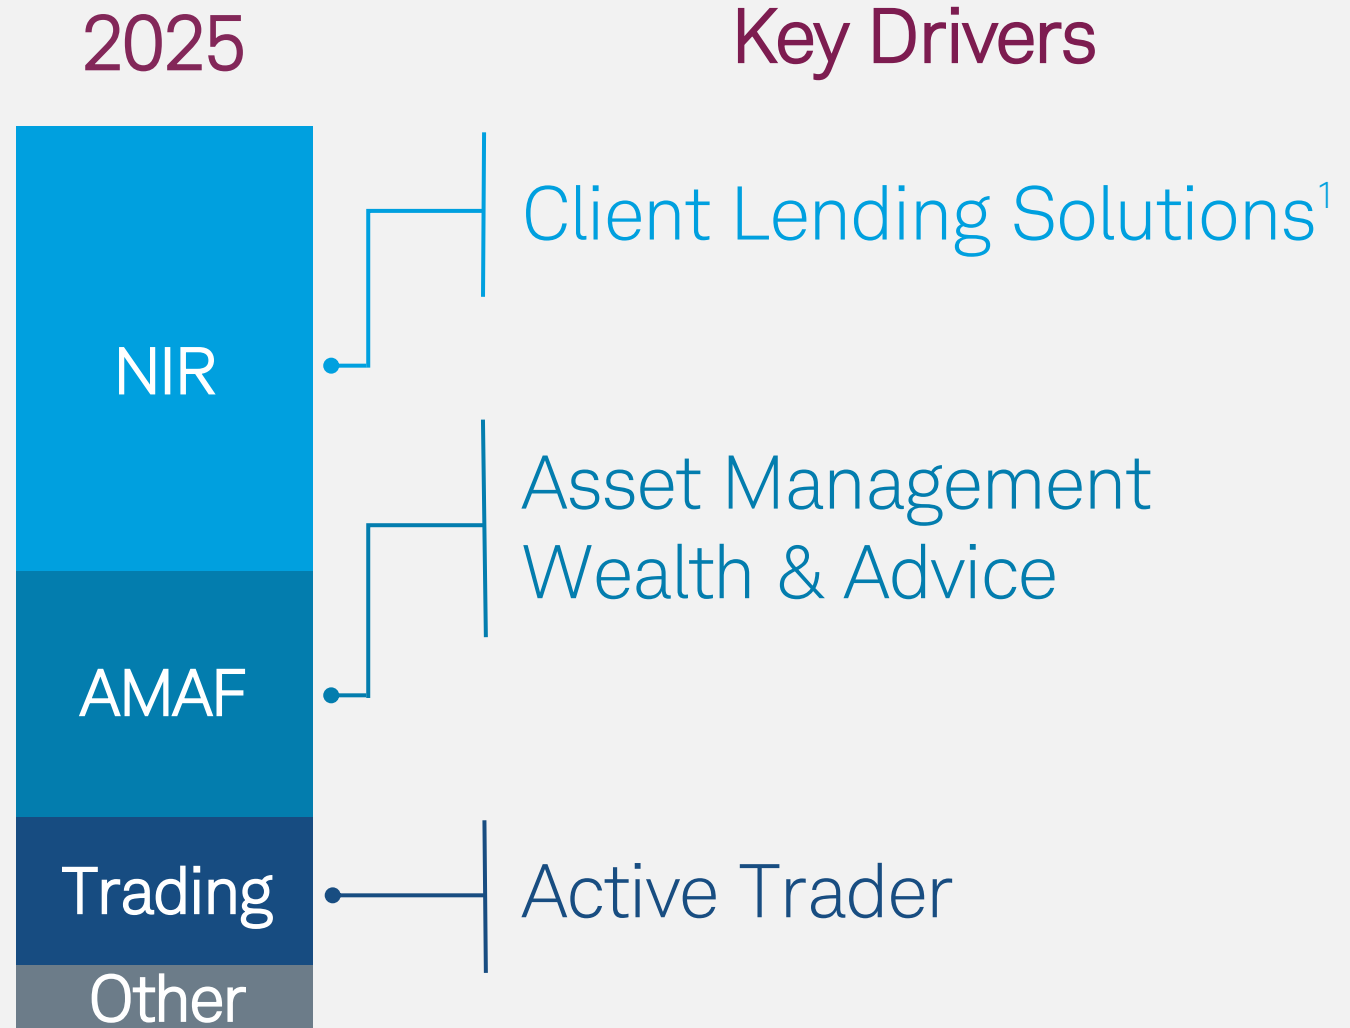 2025
Key Drivers
NIR
Client Lending Solutions¹
AMAF
Asset Management
Wealth & Advice
Trading
Active Trader
Other